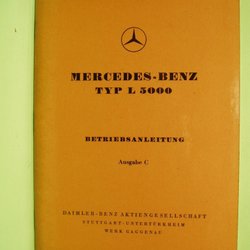 MERCEDES-BENZ
TYP L 5000
BETRIEBSANLEITUNG
Ausgabe C
DAIMLER-BENZ AKTIENGESELLSCHAFT
STUTTGART-UNTERTÜRKHEIM
WERK GAGGENAU